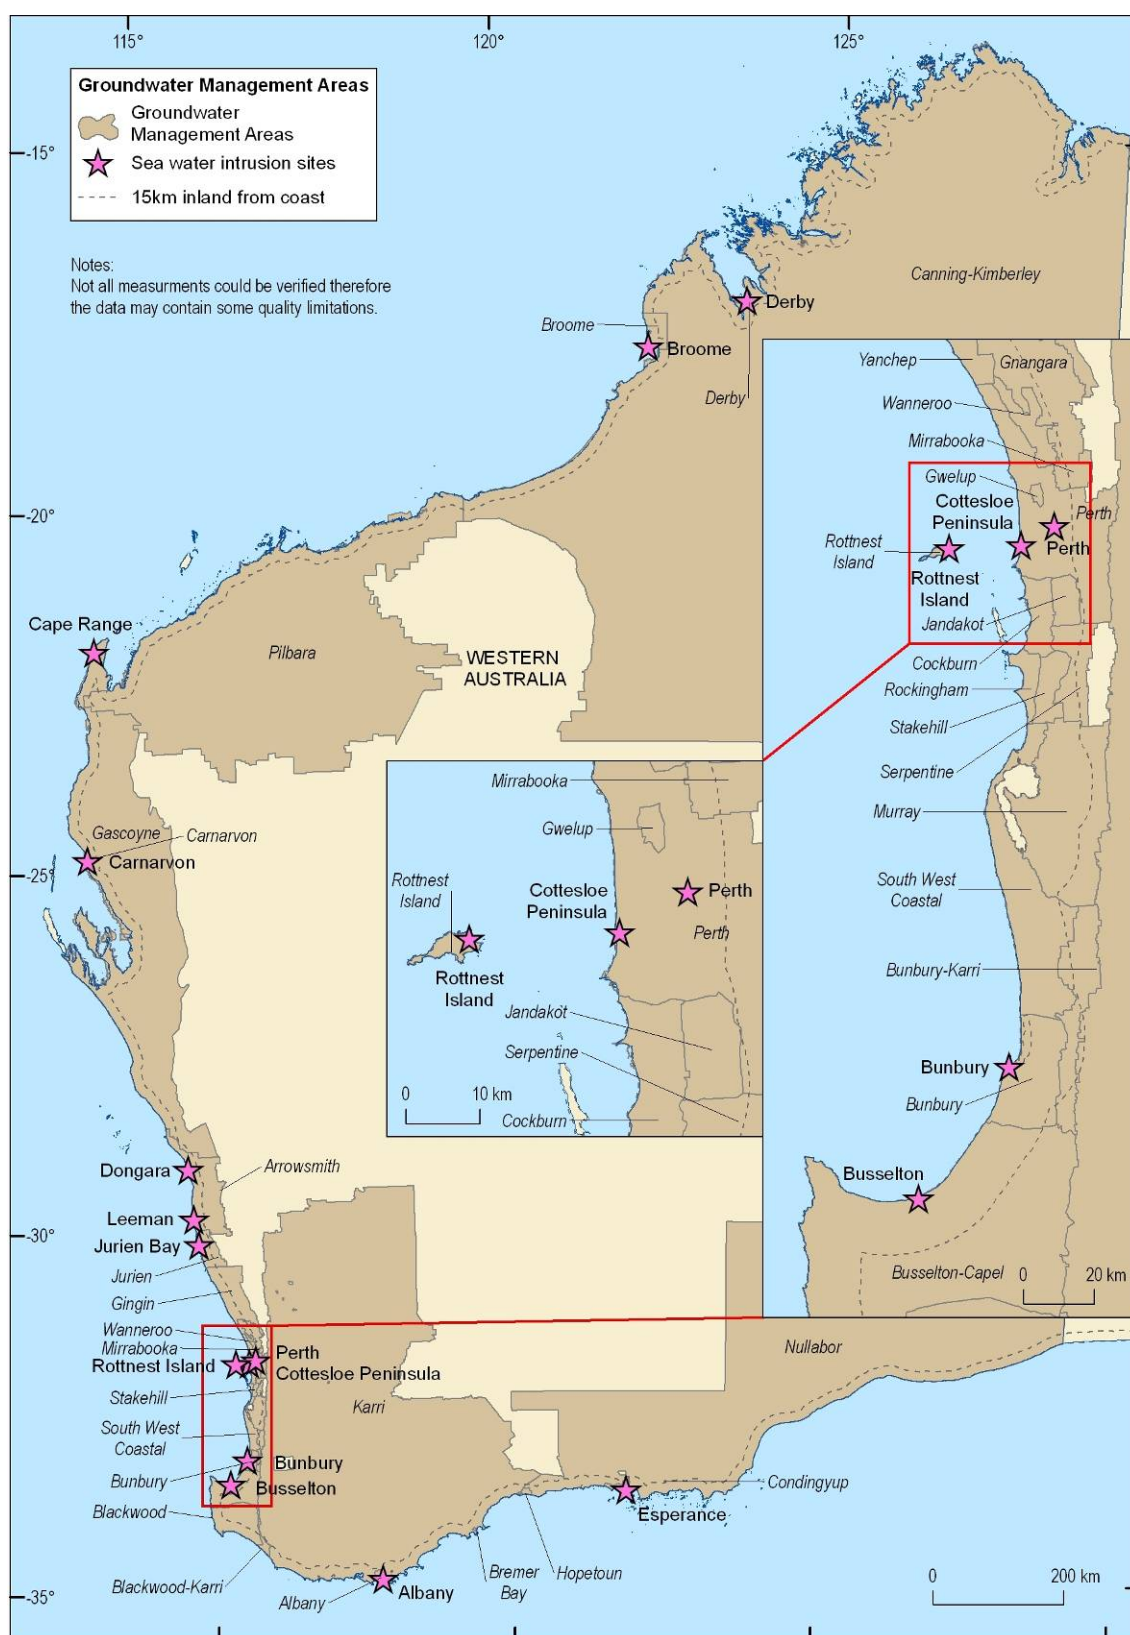 115°
120°
125°
Groundwater Management Areas
Groundwater
Management Areas
Sea water intrusion sites
15km inland from coast
-15°
Notes:
Not all measurments could be verified therefore
the data may contain some quality limitations.
Canning-Kimberley
Derby
Broome
Broome
Derby
Yanchep
Gnangara
Wanneroo
Mirrabooka
Gwelup
Cottesloe
Peninsula
Perth
Perth
Rottnest
Island
Rottnest
Island
Jandakot
Cockburn
Rockingham
Stakehill
Serpentine
Murray
South West
Coastal
Bunbury-Karri
Bunbury
Bunbury
Busselton
Busselton-Capel
0 20 km
-20°
Cape Range
Pilbara
WESTERN
AUSTRALIA
Mirrabooka
Gwelup
Rottnest
Island
Cottesloe
Peninsula
Perth
Perth
Rottnest
Island
Jandakot
Serpentine
0 10 km
Cockburn
Gascoyne
Carnarvon
Carnarvon
-25°
Dongara
Arrowsmith
Leeman
-30°
Jurien Bay
Jurien
Gingin
Wanneroo
Mirrabooka
Perth
Rottnest Island
Cottesloe Peninsula
Stakehill
Karri
Nullabor
South West
Coastal
Bunbury
Bunbury
Busselton
Blackwood
Condingyup
Esperance
Blackwood-Karri
Albany
Albany
Bremer
Bay
Hopetoun
-35°
0 200 km